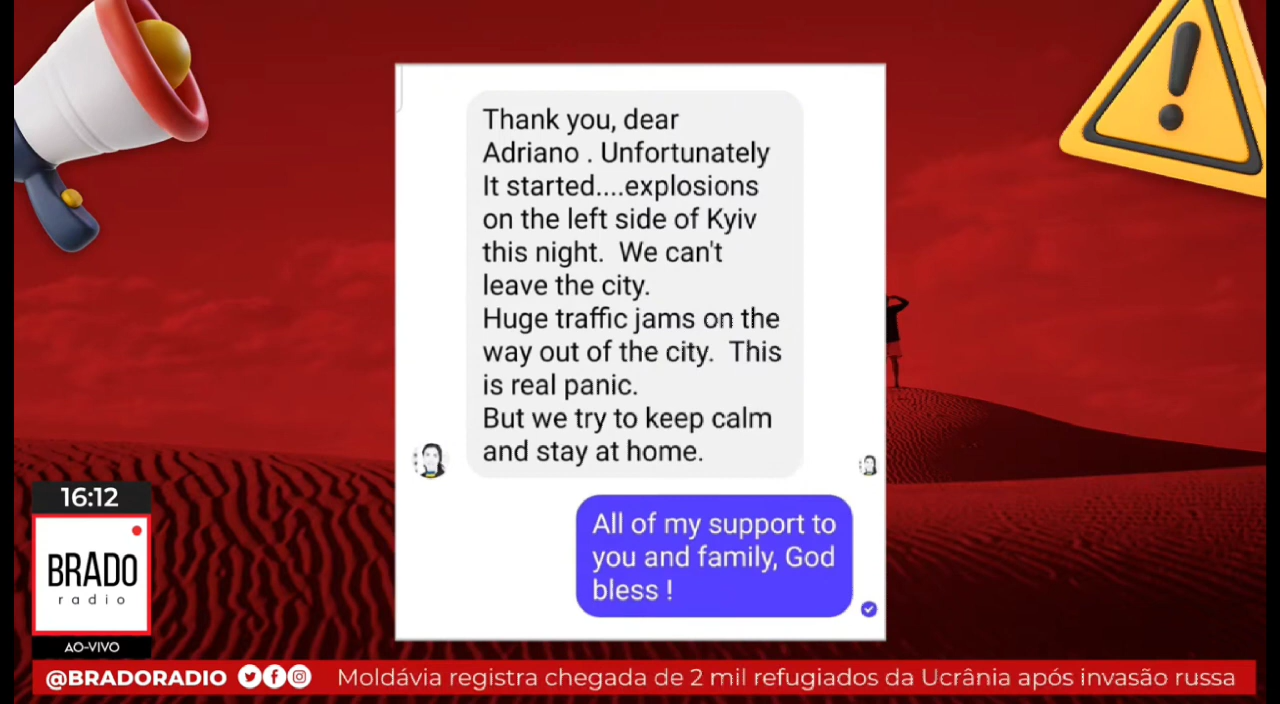 Thank you, dear
Adriano . Unfortunately
It started....explosions
on the left side of Kyiv
this night.  We can't
leave the city.
Huge traffic jams on the
way out of the city.  This
is real panic.
But we try to keep calm
and stay at home.
All of my support to
you and family, God
bless !
16:12
BRADO
radio
AO-VIVO
@BRADORADIO
Moldávia registra chegada de 2 mil refugiados da Ucrânia após invasão russa